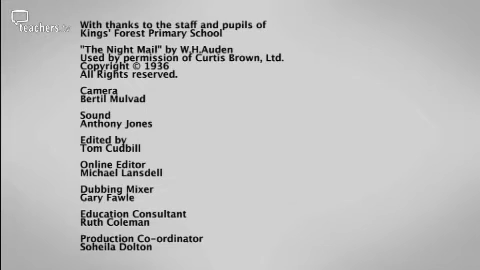 teachers.tv
With thanks to the staff and pupils of
Kings' Forest Primary School
"The Night Mail" by W.H.Auden
Used by permission of Curtis Brown, Ltd.
Copyright © 1936
All Rights reserved.
Camera
Bertil Mulvad
Sound
Anthony Jones
Edited by
Tom Cudbill
Online Editor
Michael Lansdell
Dubbing Mixer
Gary Fawle
Education Consultant
Ruth Coleman
Production Co-ordinator
Soheila Dolton